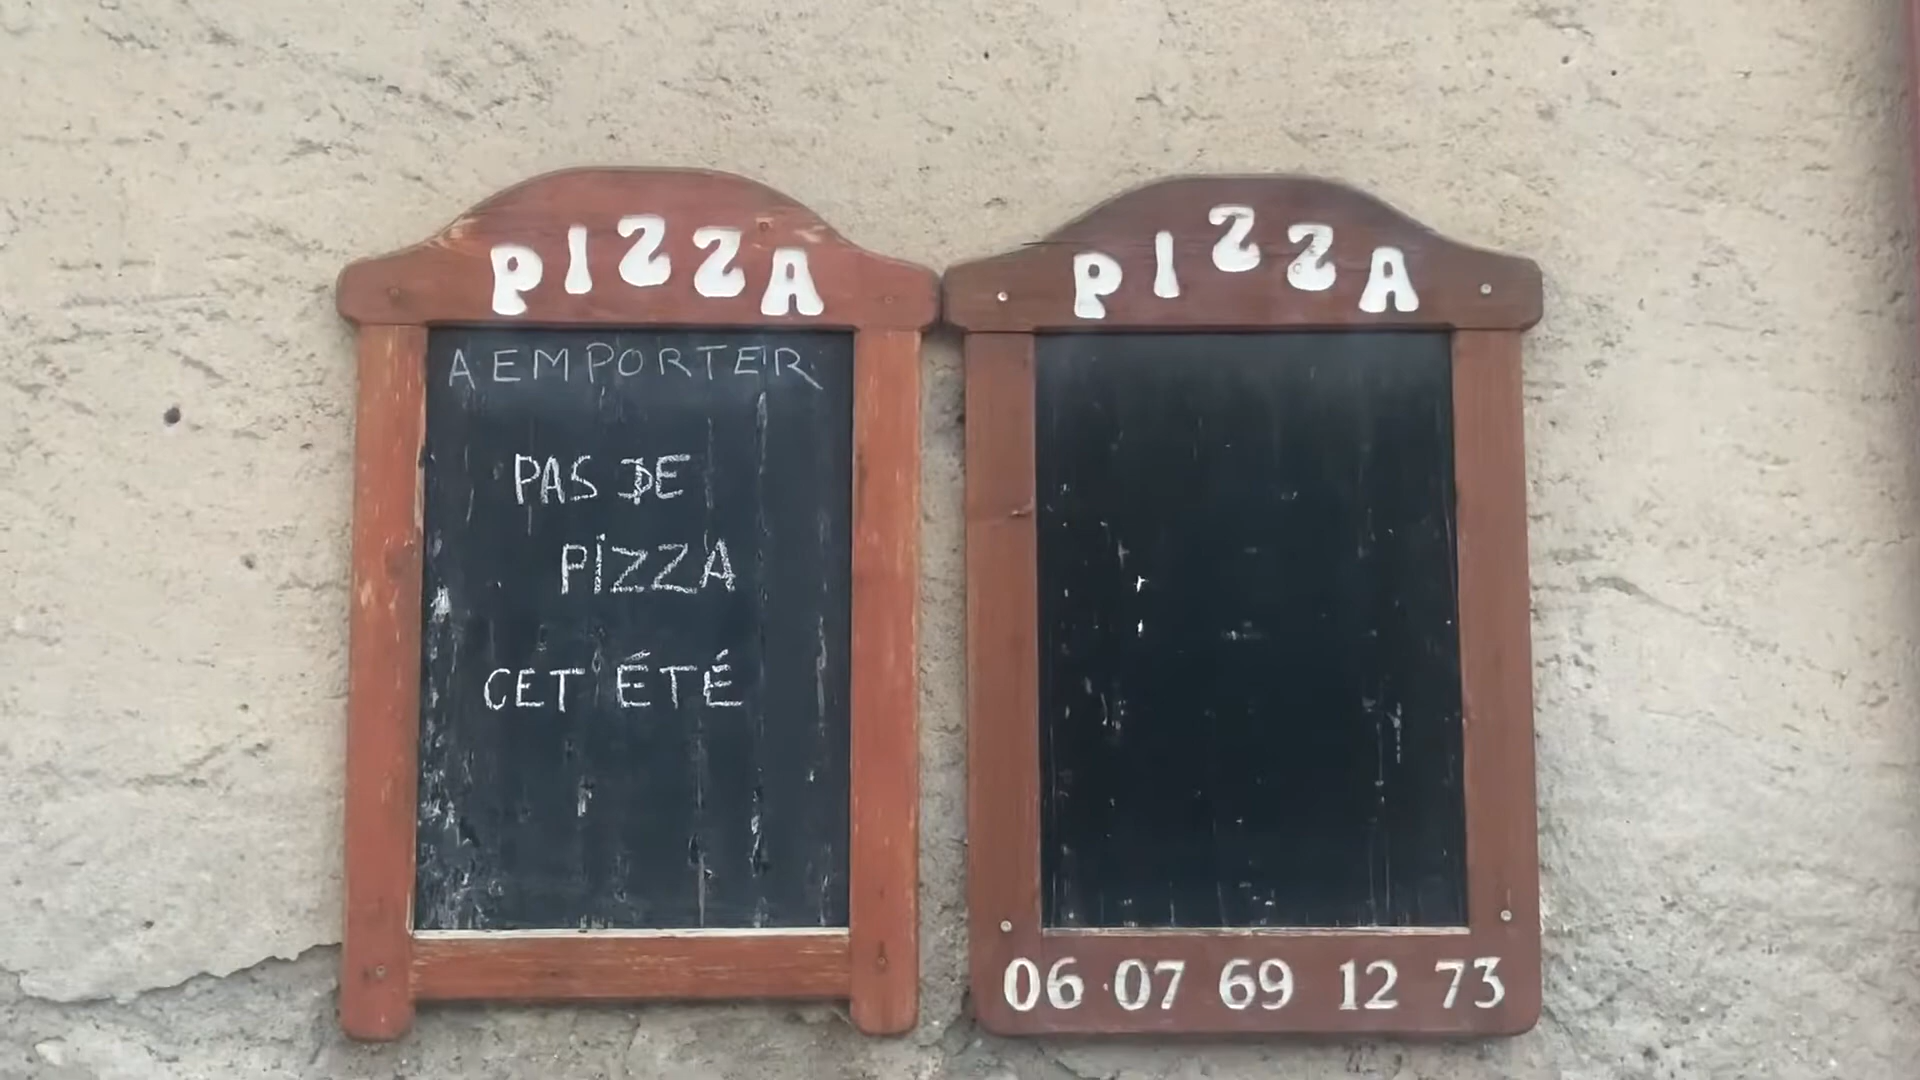 PIZZA
A EMPORTER
PAS DE
PIZZA
CET ÉTÉ
PIZZA
06 07 69 12 73